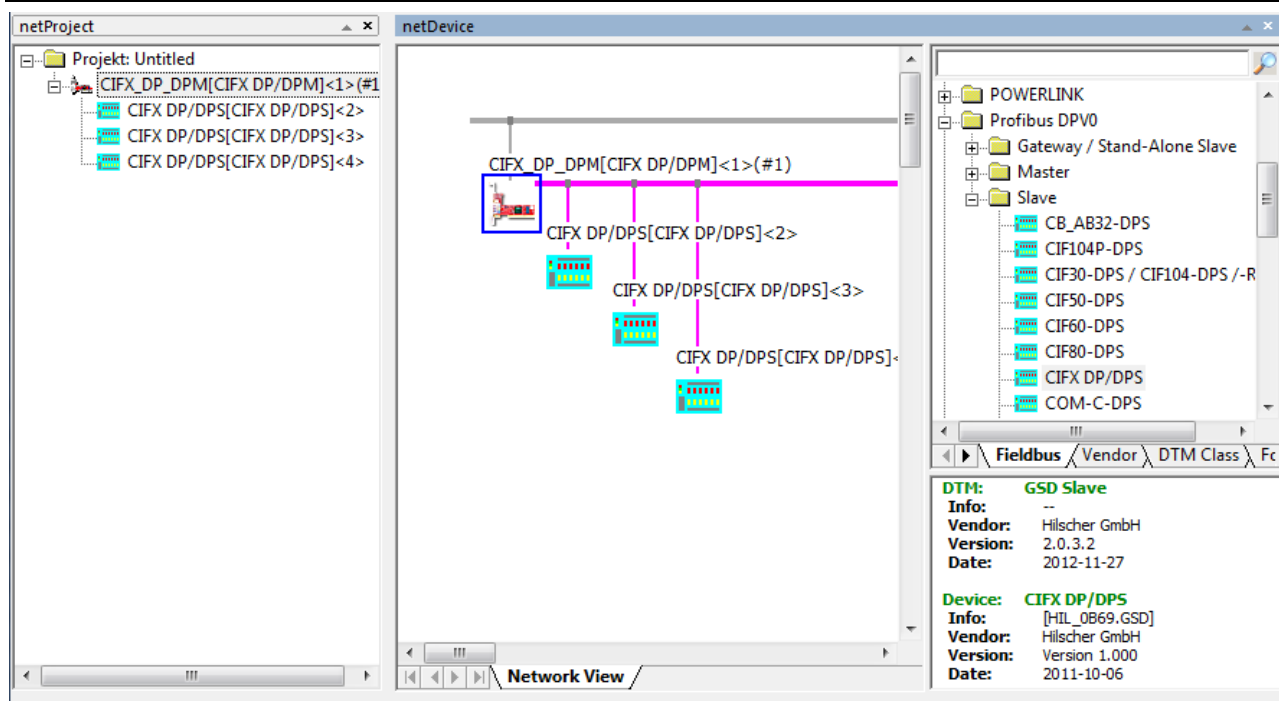 netProject
Projekt: Untitled
CIFX_DP_DPM[CIFX DP/DPM]<1>(#1
CIFX DP/DPS[CIFX DP/DPS]<2>
CIFX DP/DPS[CIFX DP/DPS]<3>
CIFX DP/DPS[CIFX DP/DPS]<4>
netDevice
CIFX_DP_DPM[CIFX DP/DPM]<1>(#1)
CIFX DP/DPS[CIFX DP/DPS]<2>
CIFX DP/DPS[CIFX DP/DPS]<3>
CIFX DP/DPS[CIFX DP/DPS]<
Network View
POWERLINK
Profibus DPV0
Gateway / Stand-Alone Slave
Master
Slave
CB_AB32-DPS
CIF104P-DPS
CIF30-DPS / CIF104-DPS /-R
CIF50-DPS
CIF60-DPS
CIF80-DPS
CIFX DP/DPS
COM-C-DPS
Fieldbus Vendor DTM Class Fc
DTM: GSD Slave
Info: --
Vendor: Hilscher GmbH
Version: 2.0.3.2
Date: 2012-11-27
Device: CIFX DP/DPS
Info: [HIL_0B69.GSD]
Vendor: Hilscher GmbH
Version: Version 1.000
Date: 2011-10-06